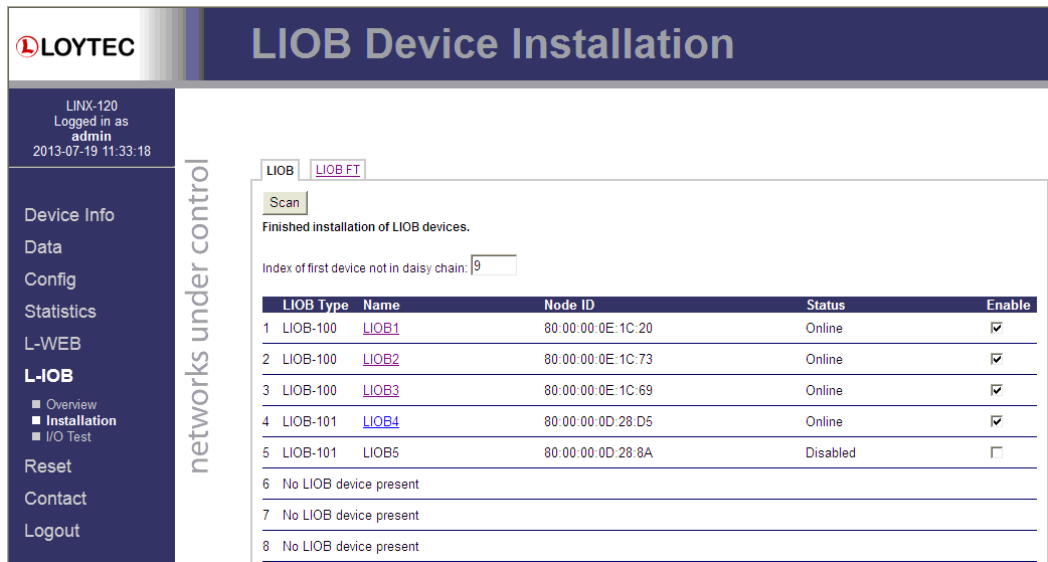 LOYTEC
LIOB Device Installation
LINX-120
Logged in as
admin
2013-07-19 11:33:18
Device Info
Data
Config
Statistics
L-WEB
L-IOB
Overview
Installation
I/O Test
Reset
Contact
Logout
networks under control
LIOB LIOB FT
Scan
Finished installation of LIOB devices.
Index of first device not in daisy chain: 9
LIOB Type Name Node ID Status Enable
1 LIOB-100 LIOB1 80:00:00:0E:1C:20 Online
2 LIOB-100 LIOB2 80:00:00:0E:1C:73 Online
3 LIOB-100 LIOB3 80:00:00:0E:1C:69 Online
4 LIOB-101 LIOB4 80:00:00:0D:28:D5 Online
5 LIOB-101 LIOB5 80:00:00:0D:28:8A Disabled
6 No LIOB device present
7 No LIOB device present
8 No LIOB device present